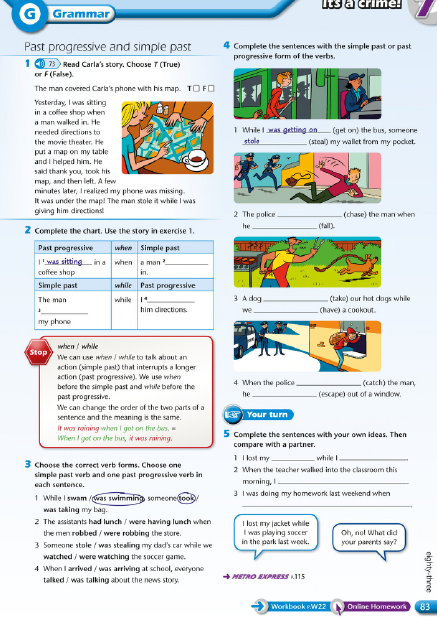 G Grammar
It's a crime! 7
Past progressive and simple past
1 73 Read Carla's story. Choose T (True)
or F (False).
The man covered Carla's phone with his map. T □ F □
Yesterday, I was sitting
in a coffee shop when
a man walked in. He
needed directions to
the movie theater. He
put a map on my table
and I helped him. He
said thank you, took his
map, and then left. A few
minutes later, I realized my phone was missing.
It was under the map! The man stole it while I was
giving him directions!
2 Complete the chart. Use the story in exercise 1.
Past progressive when Simple past
I 1 was sitting in a when a man 2________
coffee shop in.
Simple past while Past progressive
The man while I 4________
3________ him directions.
my phone
Stop
when / while
We can use when / while to talk about an
action (simple past) that interrupts a longer
action (past progressive). We use when
before the simple past and while before the
past progressive.
We can change the order of the two parts of a
sentence and the meaning is the same.
It was raining when I got on the bus. =
When I got on the bus, it was raining.
3 Choose the correct verb forms. Choose one
simple past verb and one past progressive verb in
each sentence.
1 While I swam / was swimming, someone took /
was taking my bag.
2 The assistants had lunch / were having lunch when
the men robbed / were robbing the store.
3 Someone stole / was stealing my dad's car while we
watched / were watching the soccer game.
4 When I arrived / was arriving at school, everyone
talked / was talking about the news story.
4 Complete the sentences with the simple past or past
progressive form of the verbs.
1 While I was getting on (get on) the bus, someone
stole (steal) my wallet from my pocket.
2 The police ________ (chase) the man when
he ________ (fall).
3 A dog ________ (take) our hot dogs while
we ________ (have) a cookout.
4 When the police ________ (catch) the man,
he ________ (escape) out of a window.
Your turn
5 Complete the sentences with your own ideas. Then
compare with a partner.
1 I lost my ________ while I ________
2 When the teacher walked into the classroom this
morning, I ________
3 I was doing my homework last weekend when
________
I lost my jacket while
I was playing soccer
in the park last week.
Oh, no! What did
your parents say?
METRO EXPRESS P.115
eighty-three
Workbook P.W22 Online Homework 83